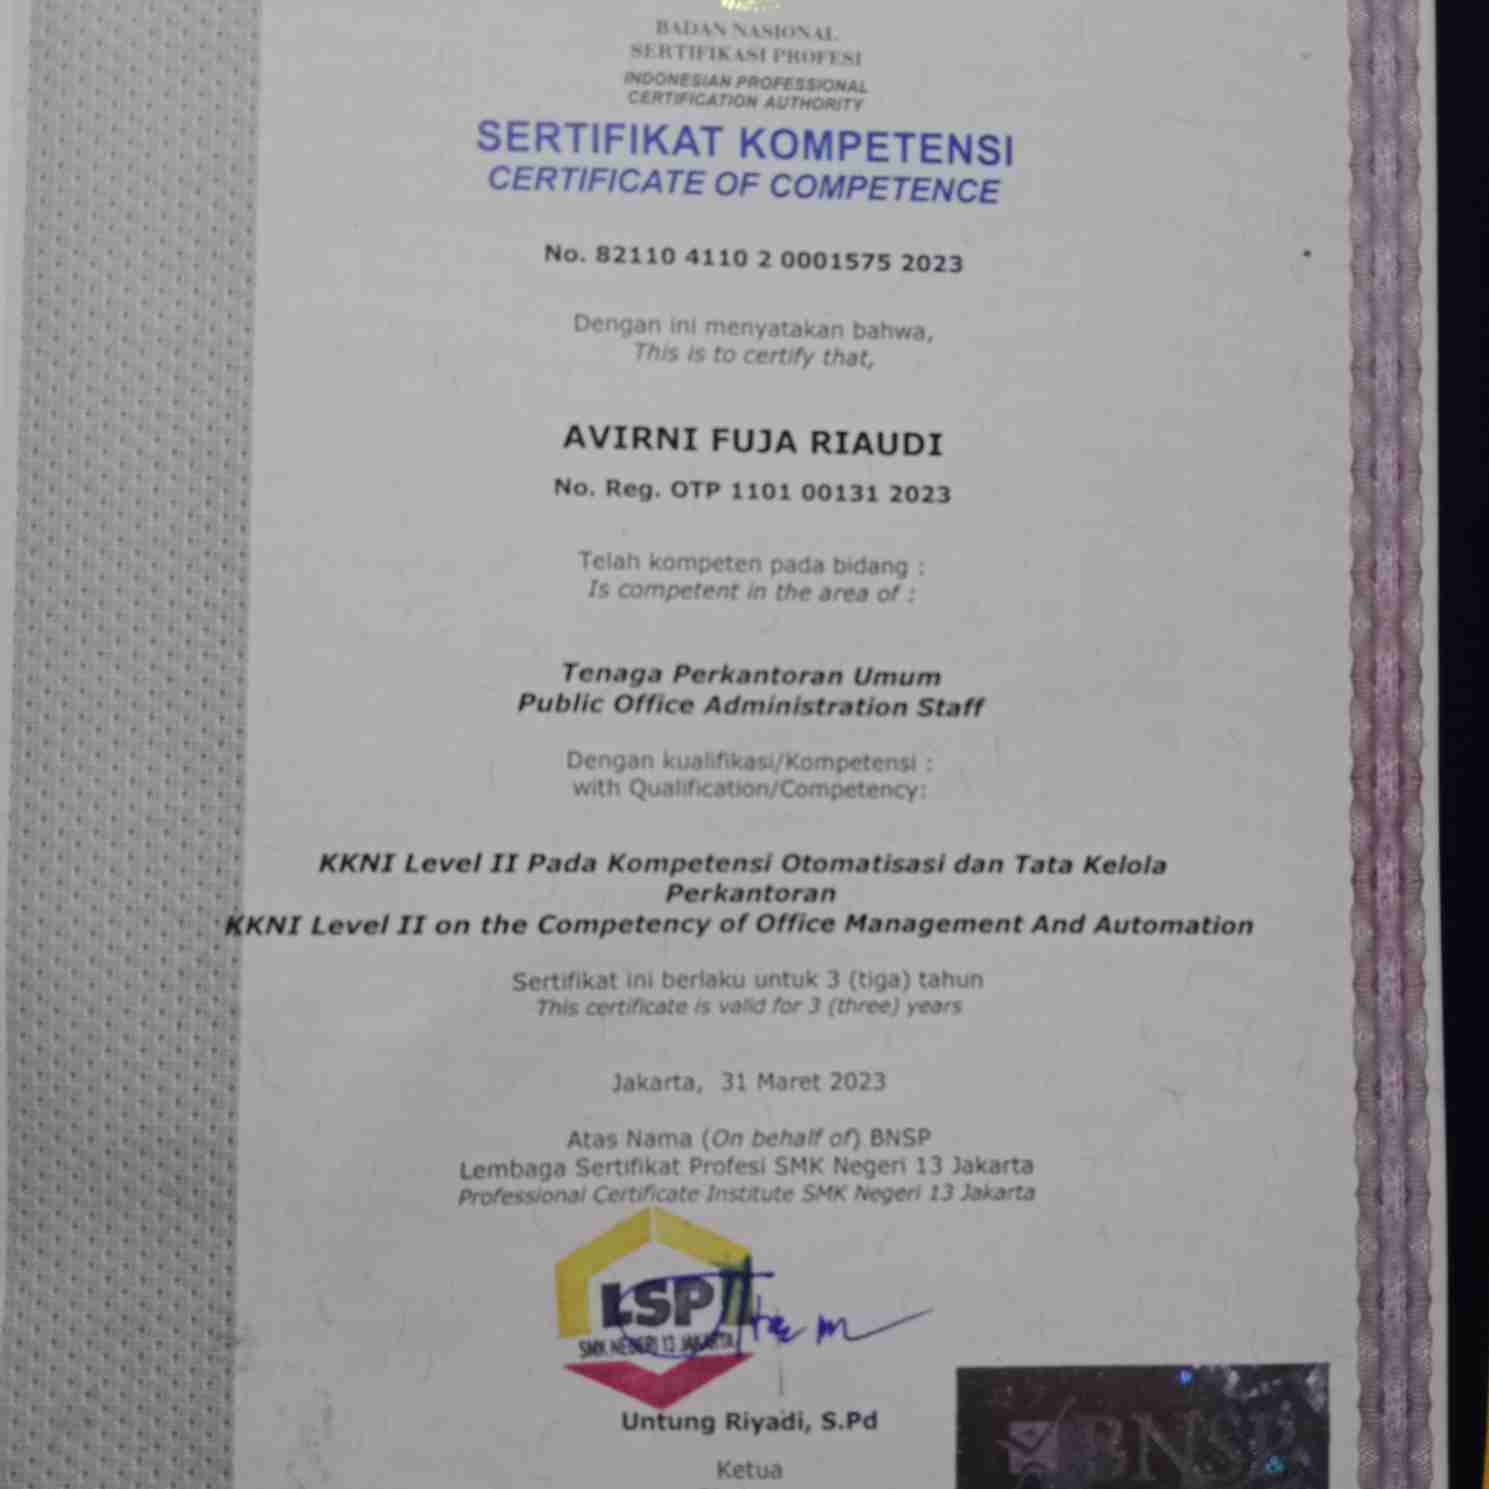 BADAN NASIONAL
SERTIFIKASI PROFESI
INDONESIAN PROFESSIONAL
CERTIFICATION AUTHORITY
SERTIFIKAT KOMPETENSI
CERTIFICATE OF COMPETENCE
No. 82110 4110 2 0001575 2023
Dengan ini menyatakan bahwa,
This is to certify that,
AVIRNI FUJA RIAUDI
No. Reg. OTP 1101 00131 2023
Telah kompeten pada bidang :
Is competent in the area of :
Tenaga Perkantoran Umum
Public Office Administration Staff
Dengan kualifikasi/Kompetensi :
with Qualification/Competency:
KKNI Level II Pada Kompetensi Otomatisasi dan Tata Kelola
Perkantoran
KKNI Level II on the Competency of Office Management And Automation
Sertifikat ini berlaku untuk 3 (tiga) tahun
This certificate is valid for 3 (three) years
Jakarta, 31 Maret 2023
Atas Nama (On behalf of) BNSP
Lembaga Sertifikat Profesi SMK Negeri 13 Jakarta
Professional Certificate Institute SMK Negeri 13 Jakarta
LSP
SMK NEGERI 13 JAKARTA
Untung Riyadi, S.Pd
Ketua
BNSP